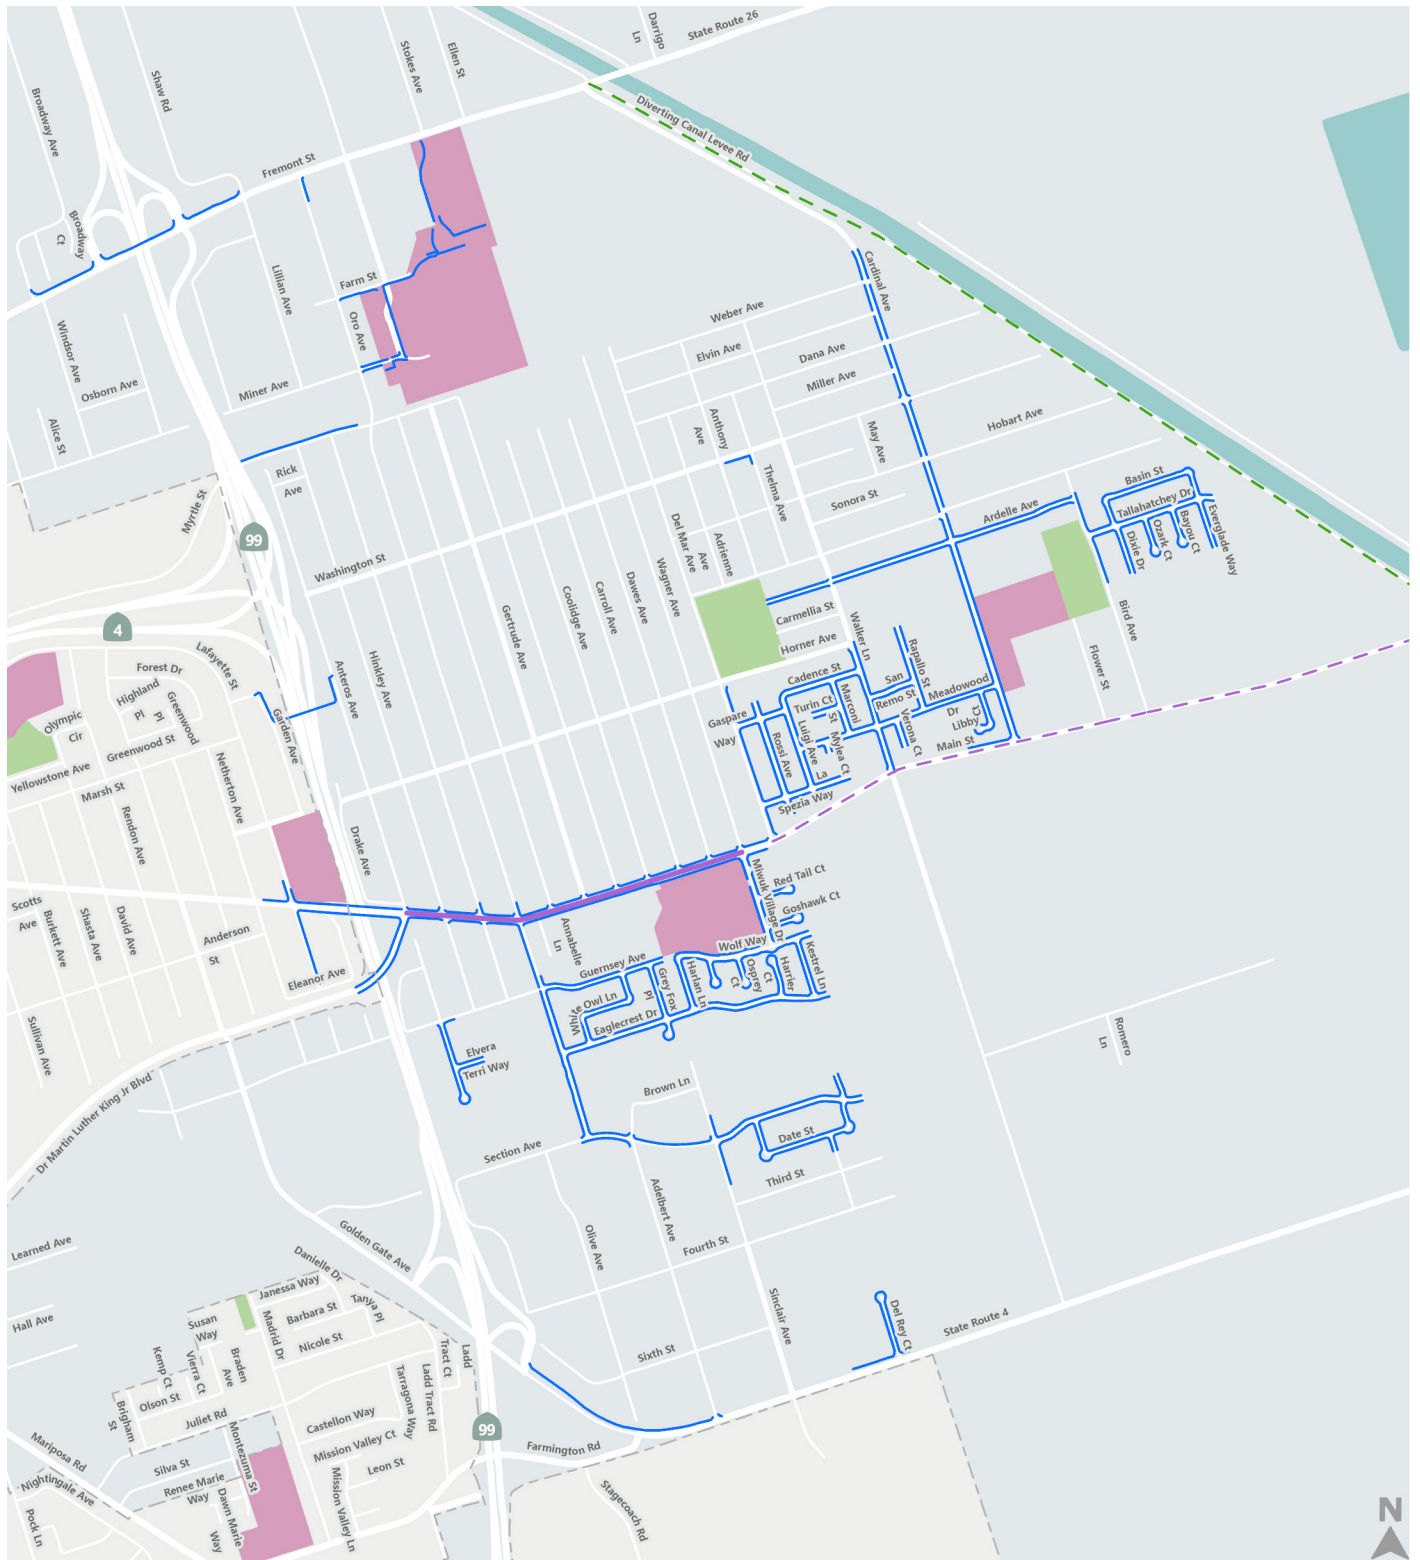 Darrigo
Ln
State Route 26
Stokes Ave
Ellen St
Shaw Rd
Broadway Ave
Diverting Canal Levee Rd
Fremont St
Broadway
Ct
Farm St
Lillian Ave
Cardinal Ave
Weber Ave
Oro Ave
Windsor Ave
Elvin Ave
Dana Ave
Miller Ave
Osborn Ave
Miner Ave
Alice St
Anthony
Ave
May Ave
Hobart Ave
Rick
Ave
Thelma Ave
Sonora St
Basin St
Tallahatchey Dr
Everglade Way
Bayou Ct
Ozark Ct
Dixie Dr
Ardelle Ave
Myrtle St
99
Del Mar Ave
Adrienne
Ave
Washington St
Wagner Ave
Dawes Ave
Carroll Ave
Coolidge Ave
Gertrude Ave
Carmellia St
Horner Ave
Walker Ln
Bird Ave
Flower St
4
Lafayette St
Forest Dr
Highland
Pl
Greenwood
Pl
Anteros Ave
Hinkley Ave
Cadence St
San
Remo St
Rapallo St
Meadowood
Dr
Libby
Ct
Main St
Verona Ct
Marconi
St
Turin Ct
Gaspare
Way
Rossi Ave
Luigi Ave
Mylea Ct
La
Spezia Way
Olympic
Cir
Garden Ave
Greenwood St
Yellowstone Ave
Marsh St
Netherton Ave
Rendon Ave
Drake Ave
Miwuk
Village Dr
Red Tail Ct
Goshawk Ct
Scotts
Ave
Burkett Ave
Shasta Ave
David Ave
Anderson
St
Eleanor Ave
Annabelle
Ln
Guernsey Ave
Wolf Way
Kestrel Ln
Harrier
Ct
Osprey
Ct
Harlan Ln
Grey Fox
Pl
White Owl Ln
Eaglecrest Dr
Sullivan Ave
Romero
Ln
Elvera
Terri Way
Brown Ln
Dr Martin Luther King Jr Blvd
Section Ave
Date St
Third St
Adelbert Ave
Olive Ave
Fourth St
Golden Gate Ave
Learned Ave
Danielle Dr
Janessa Way
Barbara St
Tanya Pl
Hall Ave
Susan
Way
Madrid Dr
Nicole St
Sinclair Ave
Del Rey Ct
State Route 4
Kemp Ct
Vierra Ct
Braden
Ave
Tract Ct
Ladd
Sixth St
Olson St
Brigham
St
Juliet Rd
Tarragona Way
Ladd Tract Rd
Castellon Way
99
Mariposa Rd
Montezuma St
Mission Valley Ct
Farmington Rd
Silva St
Leon St
Renee Marie
Way
Nightingale Ave
Dawn Marie
Way
Mission Valley Ln
Stagecoach Rd
Pock Ln
N